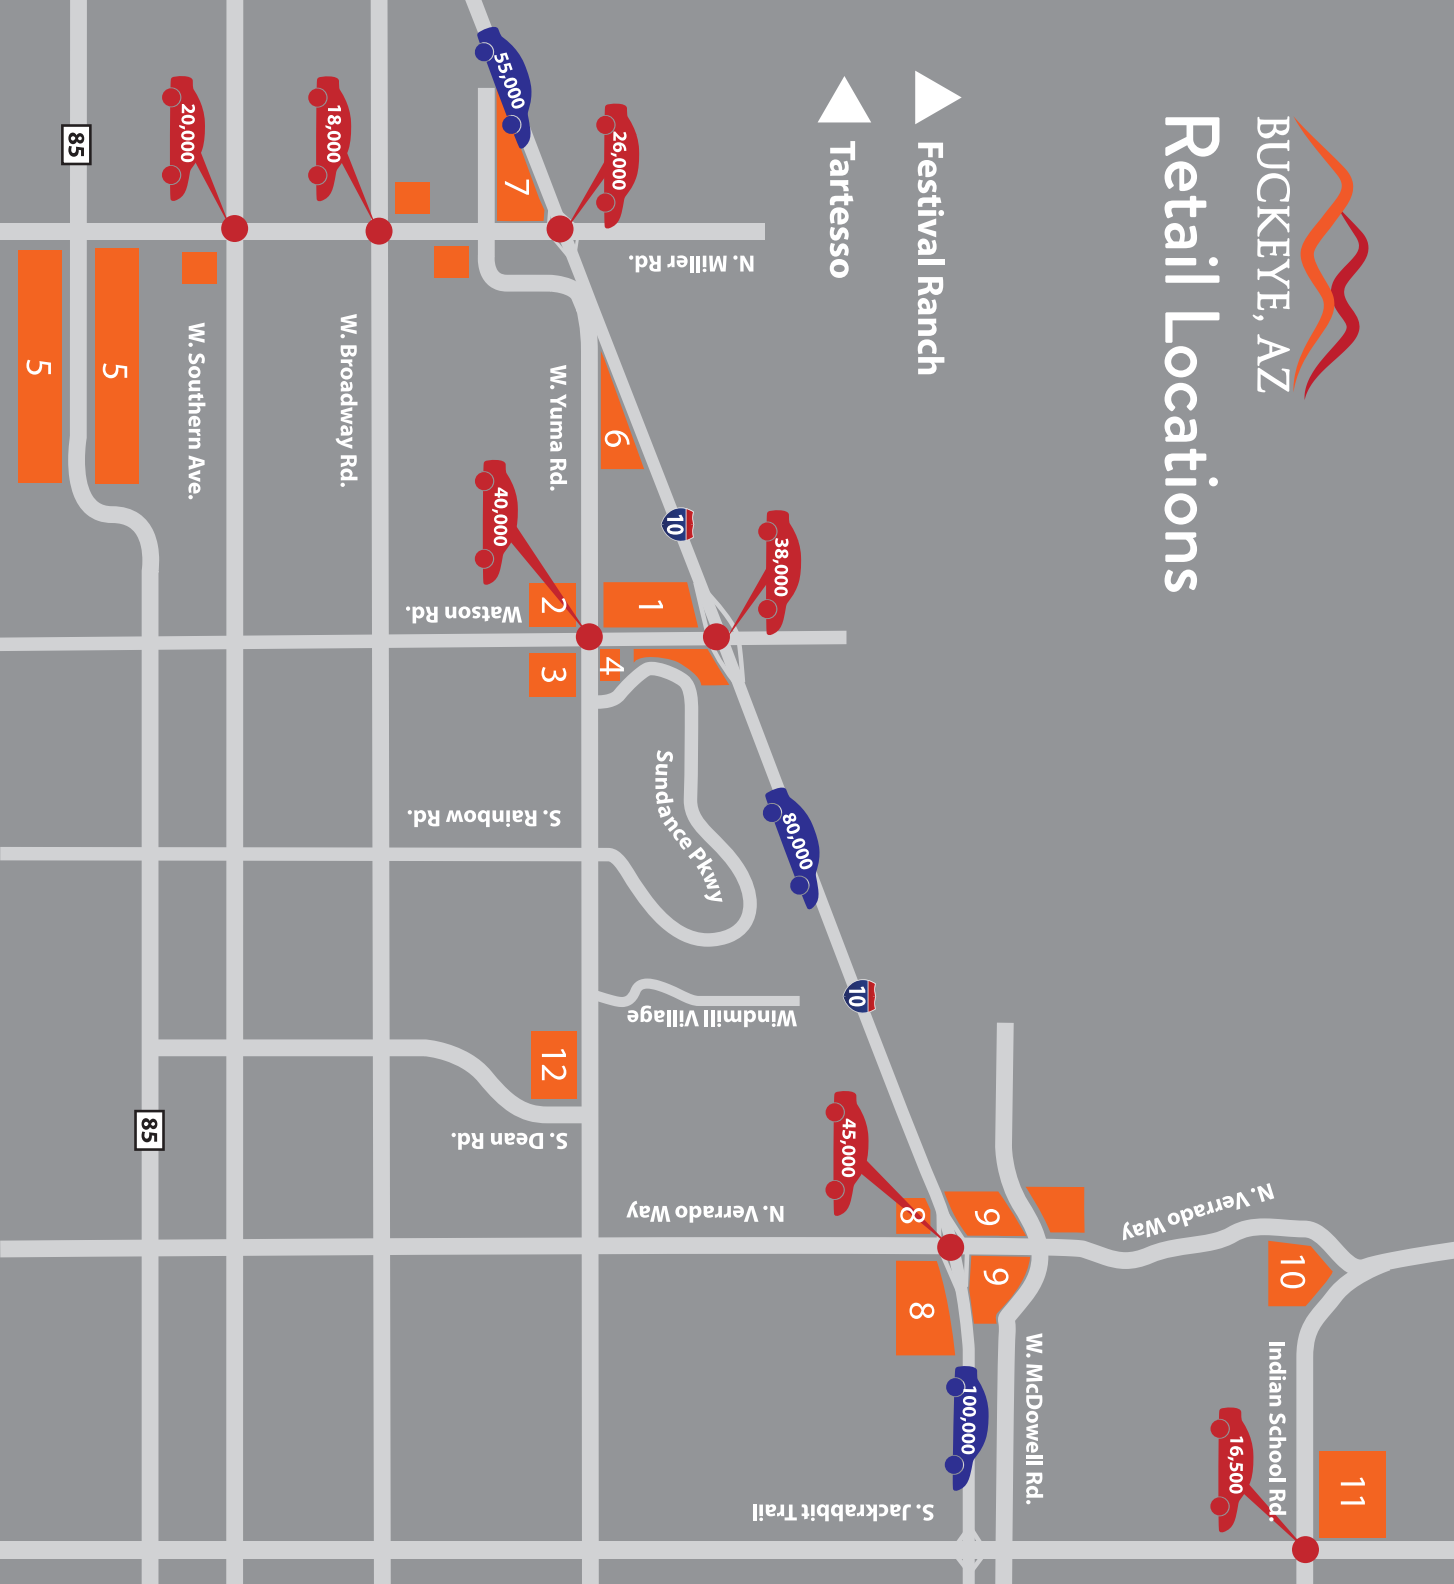 BUCKEYE, AZ
Retail Locations
Festival Ranch
Tartesso
55,000
26,000
18,000
20,000
85
7
N. Miller Rd.
5
5
W. Southern Ave.
W. Broadway Rd.
W. Yuma Rd.
6
10
40,000
38,000
Watson Rd.
2
1
3
4
Sundance Pkwy
S. Rainbow Rd.
80,000
10
Windmill Village
12
85
S. Dean Rd.
45,000
N. Verrado Way
N. Verrado Way
8
9
9
8
10
W. McDowell Rd.
Indian School Rd.
100,000
16,500
11
S. Jackrabbit Trail